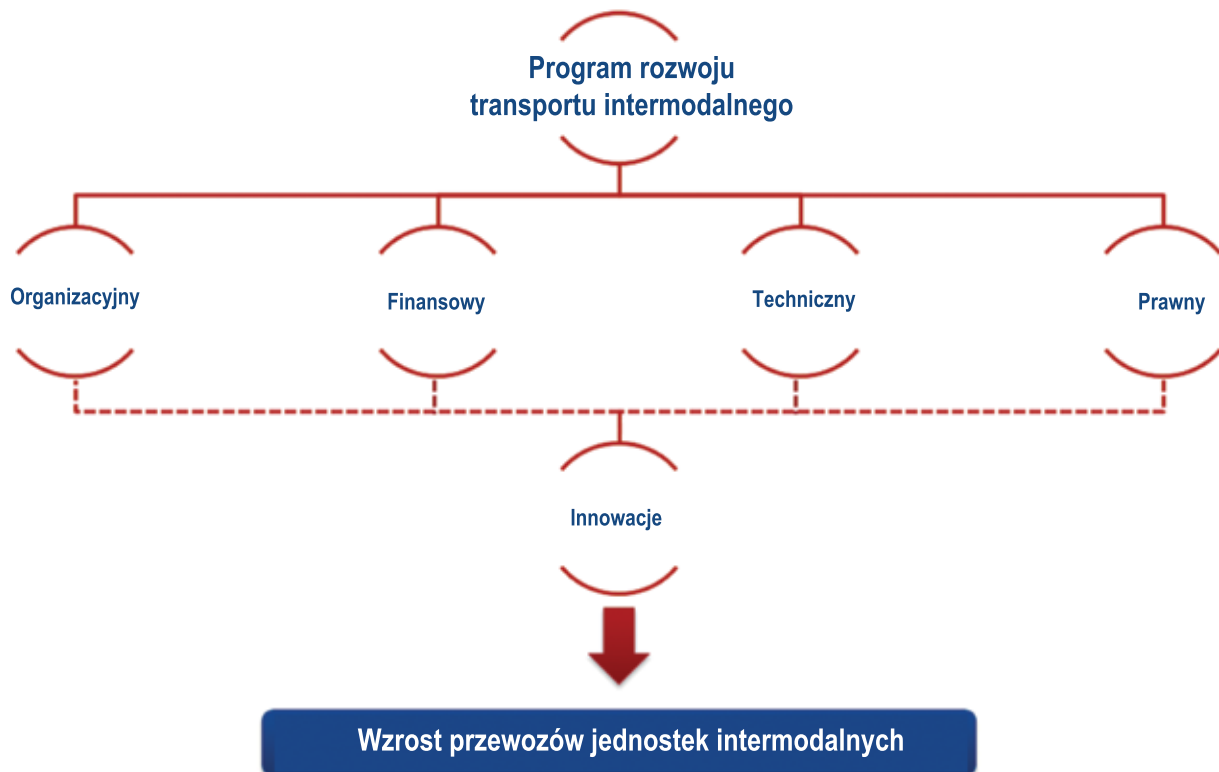 Program rozwoju
transportu intermodalnego
Organizacyjny
Finansowy
Techniczny
Prawny
Innowacje
Wzrost przewozów jednostek intermodalnych